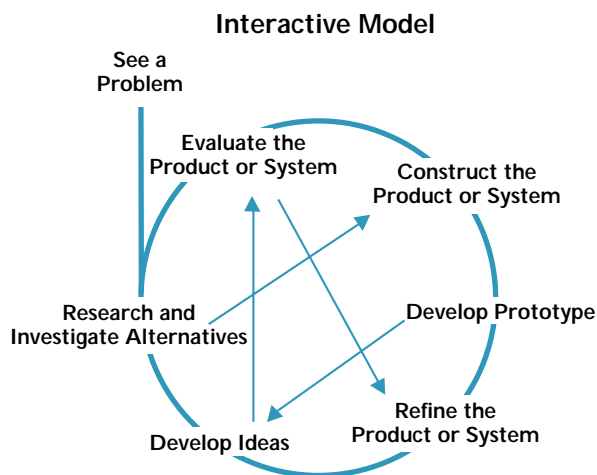 Interactive Model
See a
Problem
Evaluate the
Product or System
Construct the
Product or System
Research and
Investigate Alternatives
Develop Prototype
Refine the
Product or System
Develop Ideas